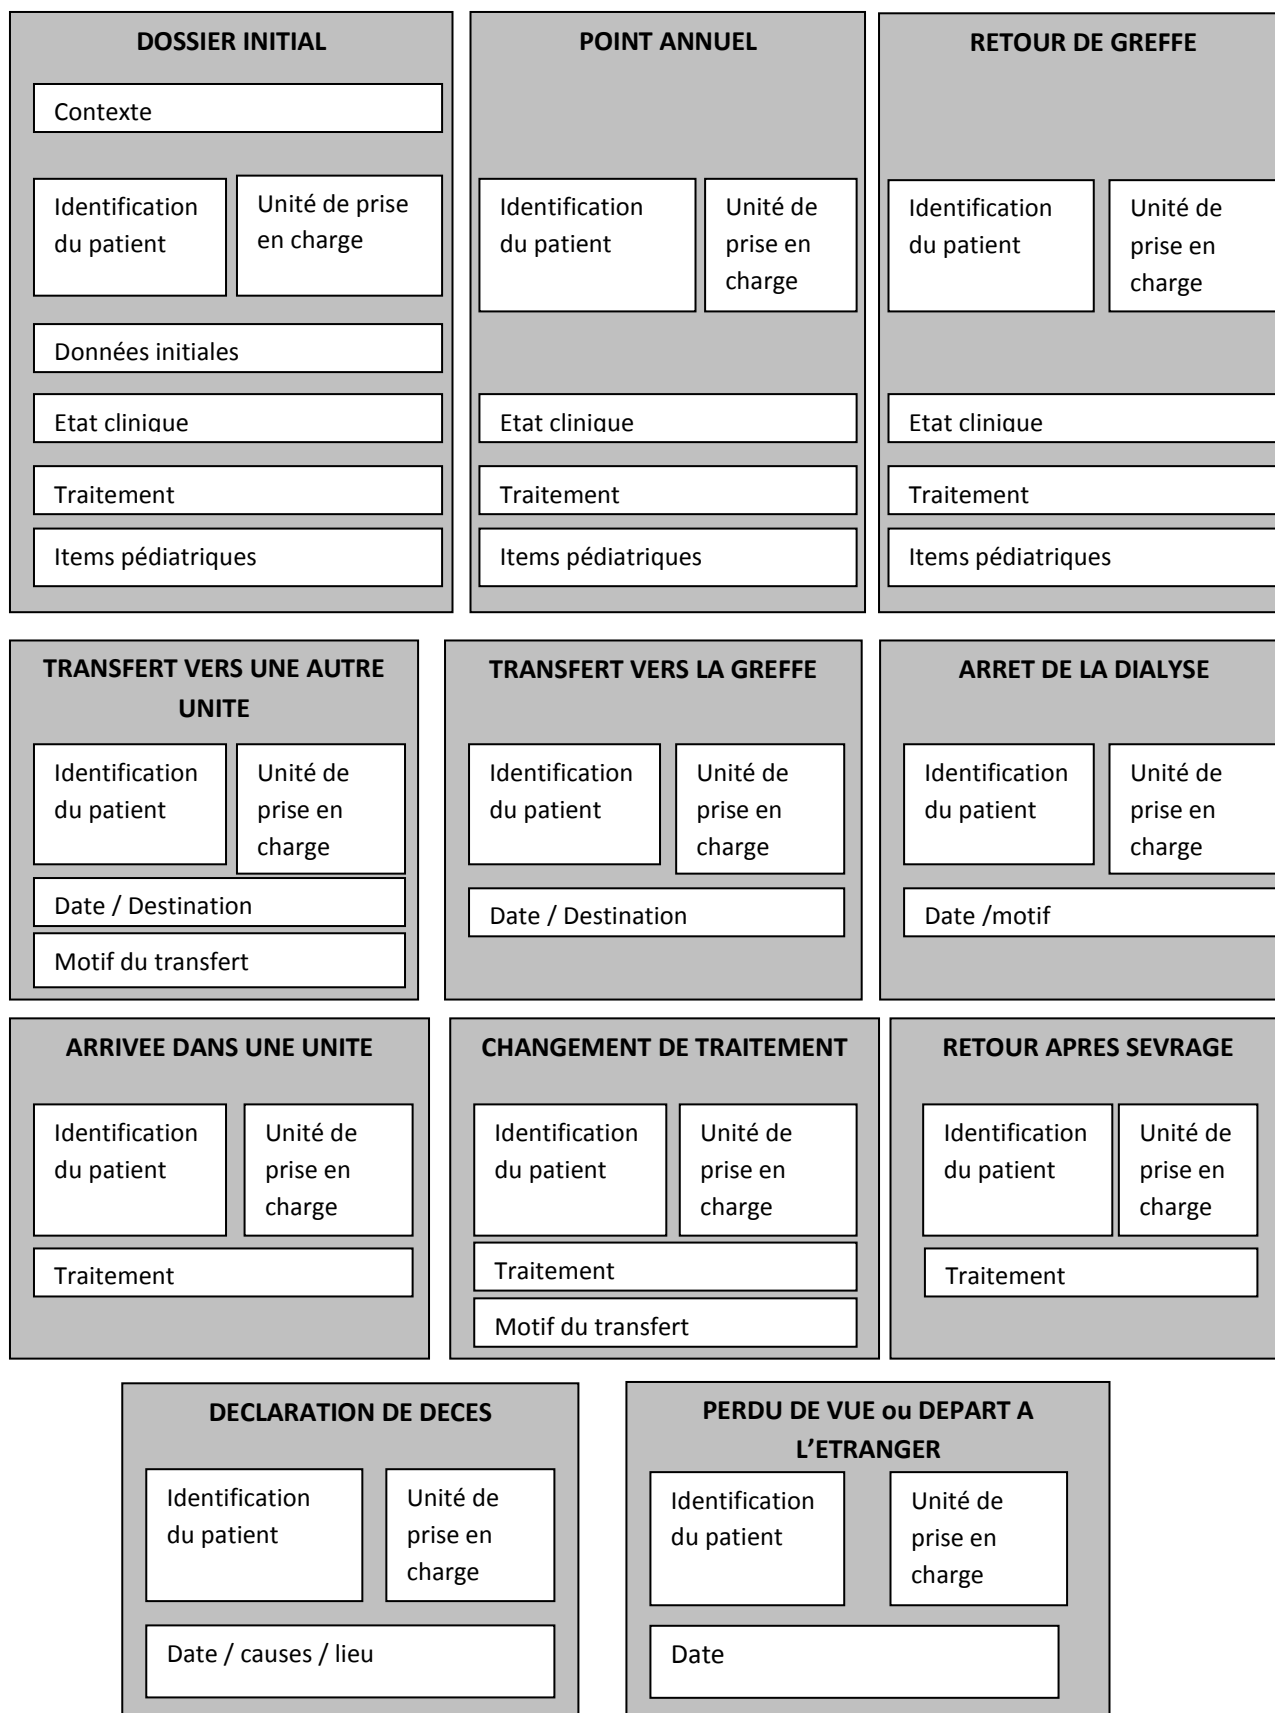 DOSSIER INITIAL
Contexte
Identification
du patient
Unité de prise
en charge
Données initiales
Etat clinique
Traitement
Items pédiatriques
POINT ANNUEL
Identification
du patient
Unité de
prise en
charge
Etat clinique
Traitement
Items pédiatriques
RETOUR DE GREFFE
Identification
du patient
Unité de
prise en
charge
Etat clinique
Traitement
Items pédiatriques
TRANSFERT VERS UNE AUTRE
UNITE
Identification
du patient
Unité de
prise en
charge
Date / Destination
Motif du transfert
TRANSFERT VERS LA GREFFE
Identification
du patient
Unité de
prise en
charge
Date / Destination
ARRET DE LA DIALYSE
Identification
du patient
Unité de
prise en
charge
Date /motif
ARRIVEE DANS UNE UNITE
Identification
du patient
Unité de
prise en
charge
Traitement
CHANGEMENT DE TRAITEMENT
Identification
du patient
Unité de
prise en
charge
Traitement
Motif du transfert
RETOUR APRES SEVRAGE
Identification
du patient
Unité de
prise en
charge
Traitement
DECLARATION DE DECES
Identification
du patient
Unité de
prise en
charge
Date / causes / lieu
PERDU DE VUE ou DEPART A
L’ETRANGER
Identification
du patient
Unité de
prise en
charge
Date